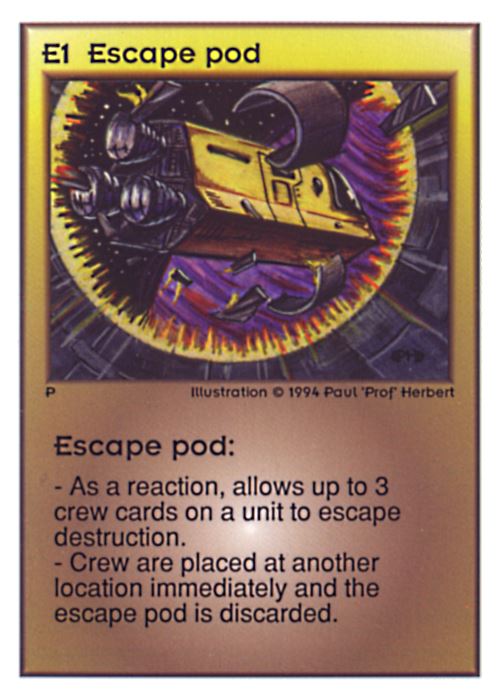 E1 Escape pod
P Illustration © 1994 Paul 'Prof' Herbert
Escape pod:
- As a reaction, allows up to 3
crew cards on a unit to escape
destruction.
- Crew are placed at another
location immediately and the
escape pod is discarded.